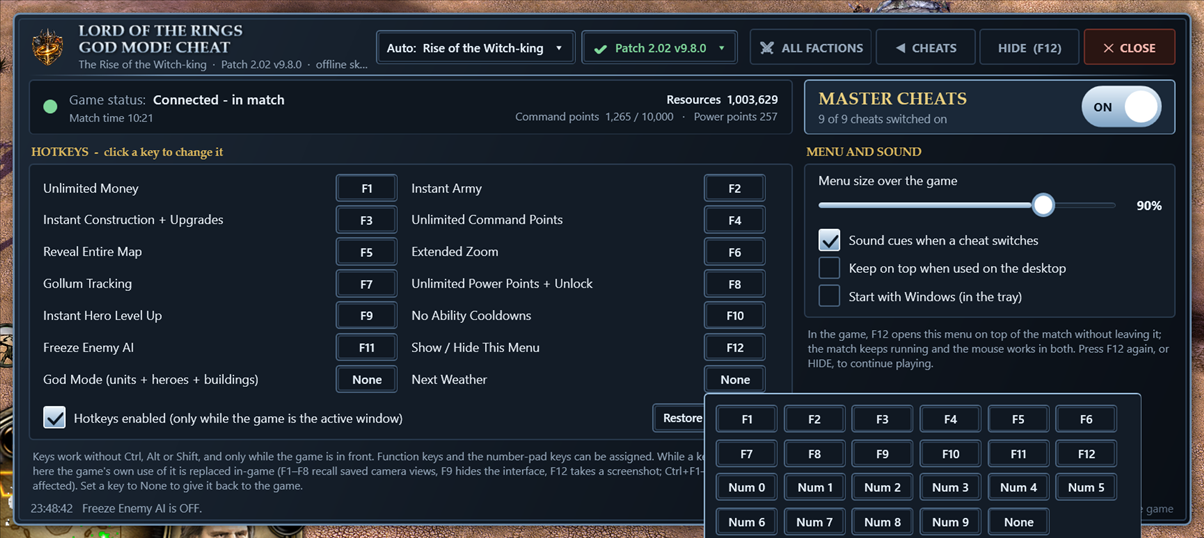 LORD OF THE RINGS
GOD MODE CHEAT
The Rise of the Witch-king · Patch 2.02 v9.8.0 · offline sk...
Auto: Rise of the Witch-king
Patch 2.02 v9.8.0
ALL FACTIONS
CHEATS
HIDE (F12)
CLOSE
Game status: Connected - in match
Match time 10:21
Resources 1,003,629
Command points 1,265 / 10,000 · Power points 257
MASTER CHEATS
9 of 9 cheats switched on
ON
HOTKEYS - click a key to change it
Unlimited Money F1 Instant Army F2
Instant Construction + Upgrades F3 Unlimited Command Points F4
Reveal Entire Map F5 Extended Zoom F6
Gollum Tracking F7 Unlimited Power Points + Unlock F8
Instant Hero Level Up F9 No Ability Cooldowns F10
Freeze Enemy AI F11 Show / Hide This Menu F12
God Mode (units + heroes + buildings) None Next Weather None
Hotkeys enabled (only while the game is the active window)
Restore
Keys work without Ctrl, Alt or Shift, and only while the game is in front. Function keys and the number-pad keys can be assigned. While a k
here the game's own use of it is replaced in-game (F1–F8 recall saved camera views, F9 hides the interface, F12 takes a screenshot; Ctrl+F1–
affected). Set a key to None to give it back to the game.
23:48:42 Freeze Enemy AI is OFF.
MENU AND SOUND
Menu size over the game
90%
Sound cues when a cheat switches
Keep on top when used on the desktop
Start with Windows (in the tray)
In the game, F12 opens this menu on top of the match without leaving it;
the match keeps running and the mouse works in both. Press F12 again, or
HIDE, to continue playing.
F1 F2 F3 F4 F5 F6
F7 F8 F9 F10 F11 F12
Num 0 Num 1 Num 2 Num 3 Num 4 Num 5
Num 6 Num 7 Num 8 Num 9 None
e game